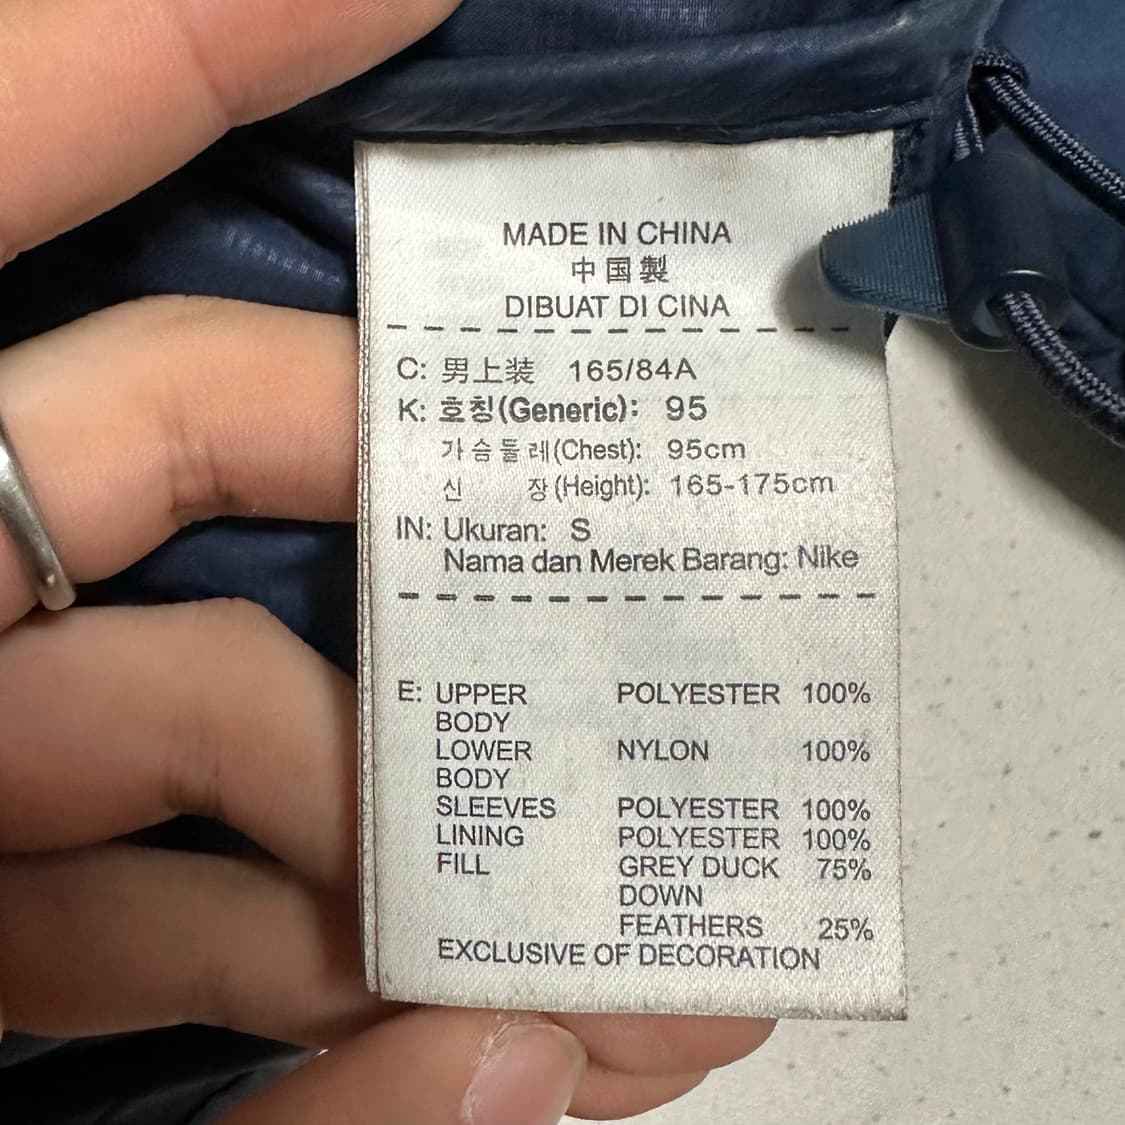 MADE IN CHINA
中国製
DIBUAT DI CINA
C: 男上装 165/84A
K: 호칭(Generic): 95
가슴둘레(Chest): 95cm
신 장(Height): 165-175cm
IN: Ukuran: S
Nama dan Merek Barang: Nike
E: UPPER POLYESTER 100%
BODY
LOWER NYLON 100%
BODY
SLEEVES POLYESTER 100%
LINING POLYESTER 100%
FILL GREY DUCK 75%
DOWN
FEATHERS 25%
EXCLUSIVE OF DECORATION